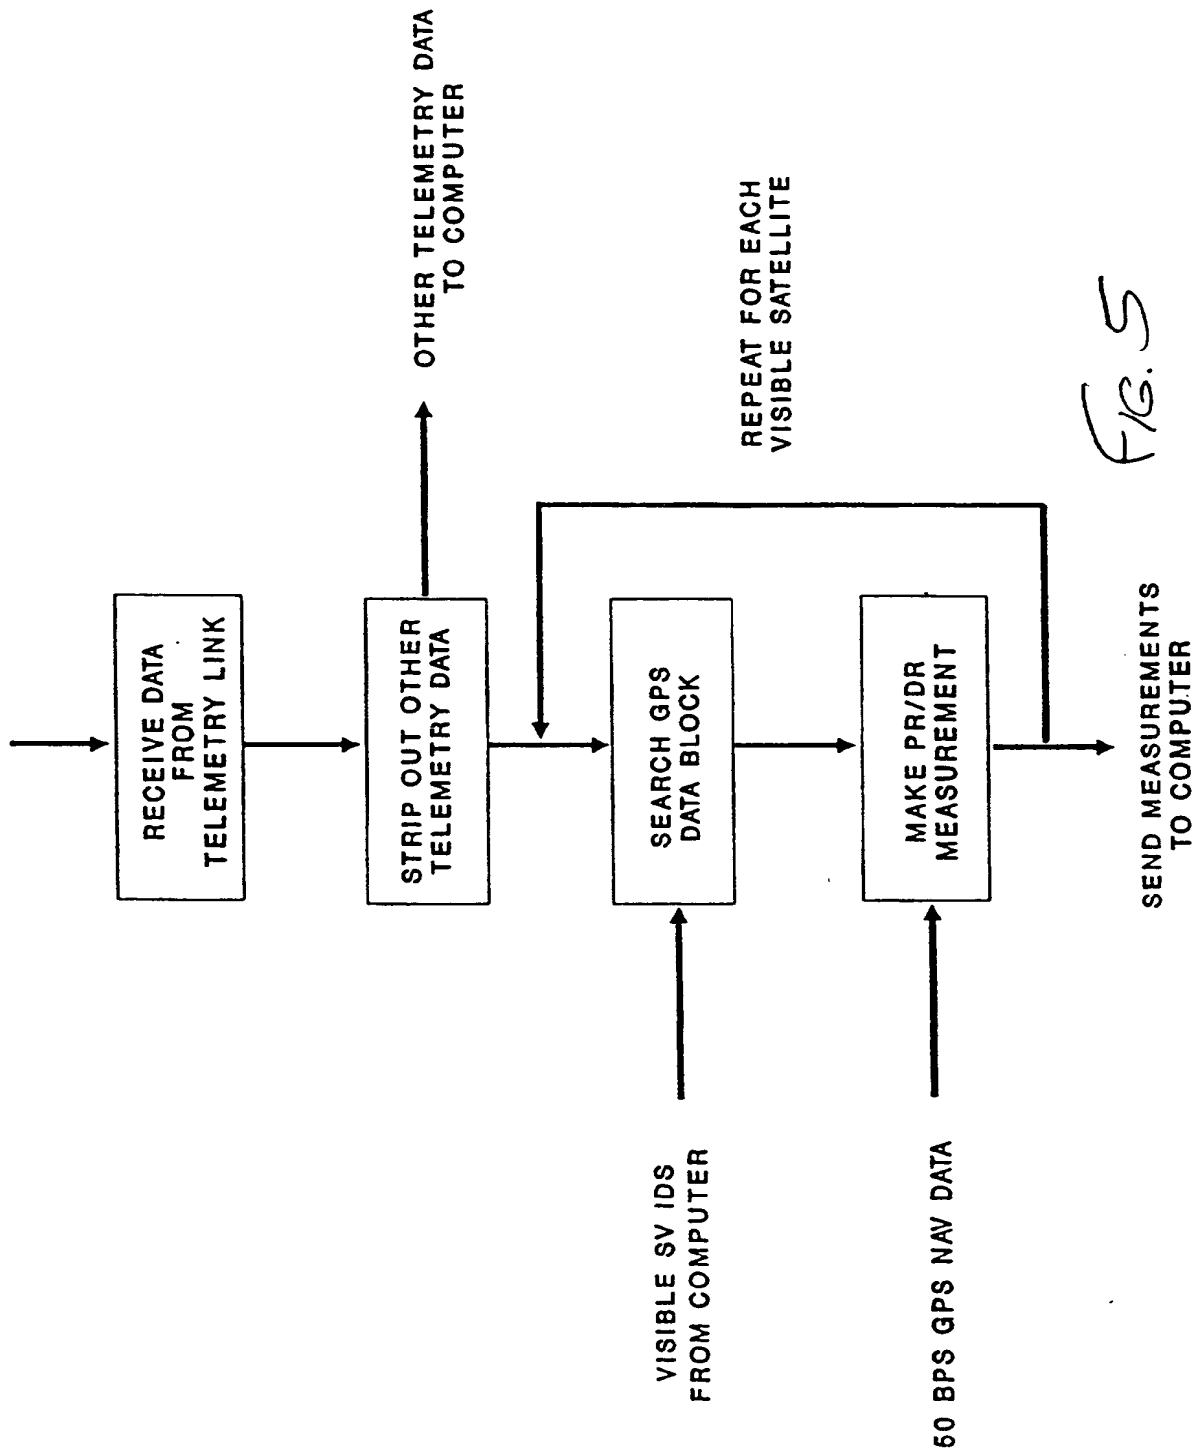 RECEIVE DATA
FROM
TELEMETRY LINK
STRIP OUT OTHER
TELEMETRY DATA
OTHER TELEMETRY DATA
TO COMPUTER
VISIBLE SV IDS
FROM COMPUTER
SEARCH GPS
DATA BLOCK
REPEAT FOR EACH
VISIBLE SATELLITE
50 BPS GPS NAV DATA
MAKE PR/DR
MEASUREMENT
SEND MEASUREMENTS
TO COMPUTER
FIG. 5